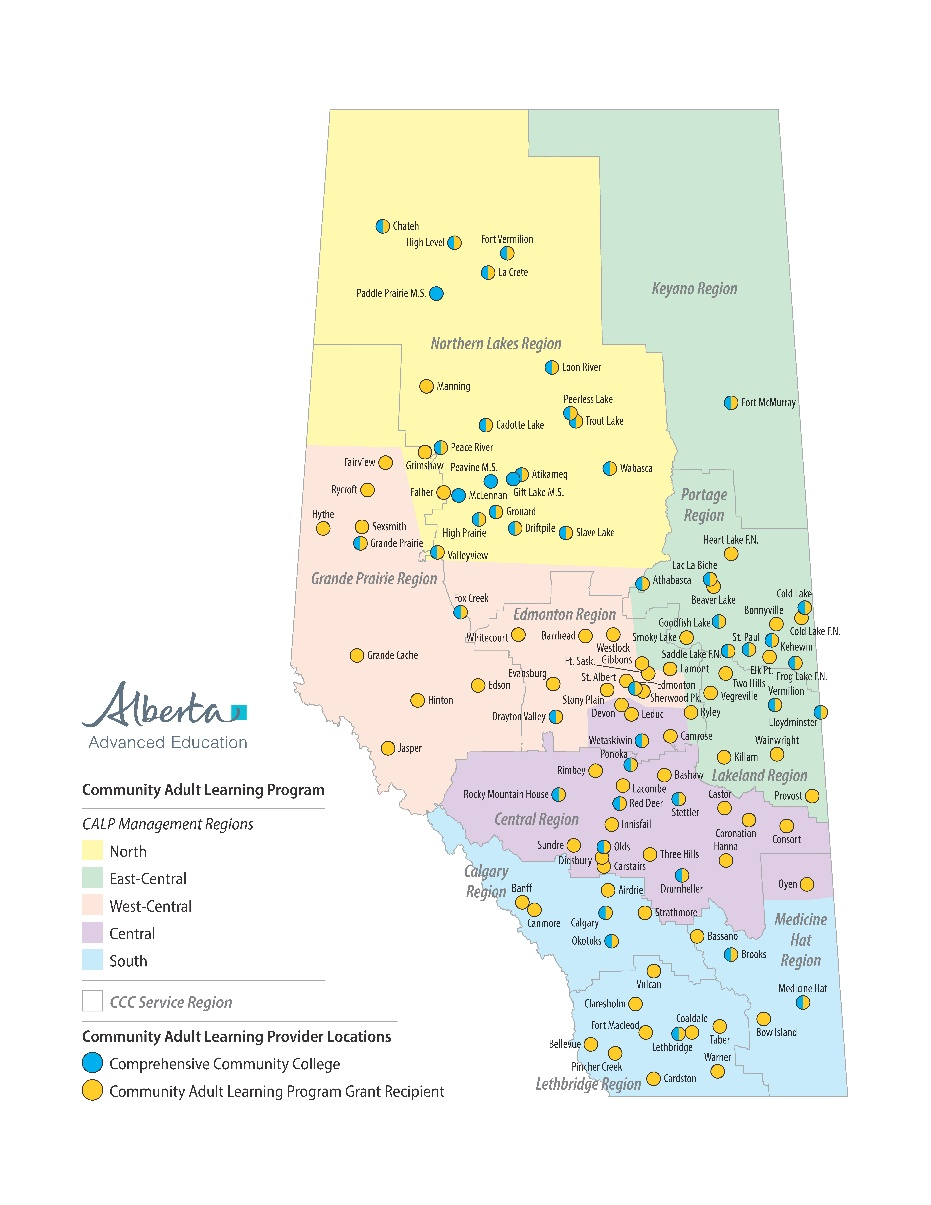 Chateh
High Level
Fort Vermilion
La Crete
Keyano Region
Paddle Prairie M.S.
Northern Lakes Region
Loon River
Manning
Peerless Lake
Fort McMurray
Trout Lake
Cadotte Lake
Peace River
Grimshaw
Fairview
Peavine M.S.
Atikameg
Wabasca
Rycroft
Falher
McLennan
Gift Lake M.S.
Portage
Region
Hythe
Grouard
Sexsmith
High Prairie
Driftpile
Slave Lake
Grande Prairie
Heart Lake F.N.
Valleyview
Lac La Biche
Grande Prairie Region
Athabasca
Beaver Lake
Cold Lake
Fox Creek
Edmonton Region
Bonnyville
Goodfish Lake
Cold Lake F.N.
Whitecourt
Barrhead
Westlock
Smoky Lake
St. Paul
Kehewin
Saddle Lake F.N.
Grande Cache
Gibbons
Ft. Sask.
Lamont
Elk Pt.
Frog Lake F.N.
Evansburg
St. Albert
Edmonton
Two Hills
Edson
Vermilion
Hinton
Stony Plain
Sherwood Pk.
Vegreville
Drayton Valley
Devon
Leduc
Ryley
Lloydminster
Alberta
Advanced Education
Jasper
Wetaskiwin
Camrose
Wainwright
Ponoka
Killam
Rimbey
Bashaw
Lakeland Region
Community Adult Learning Program
Rocky Mountain House
Lacombe
Castor
Provost
Red Deer
Stettler
CALP Management Regions
Central Region
Innisfail
Coronation
Consort
North
Sundre
Olds
Hanna
Didsbury
Three Hills
Carstairs
East-Central
Calgary
Region
Banff
Airdrie
Drumheller
Oyen
West-Central
Canmore
Strathmore
Calgary
Medicine
Hat
Region
Central
Okotoks
Bassano
Brooks
South
Vulcan
Medicine Hat
CCC Service Region
Claresholm
Coaldale
Fort Macleod
Bow Island
Community Adult Learning Provider Locations
Bellevue
Lethbridge
Taber
Comprehensive Community College
Pincher Creek
Warner
Lethbridge Region
Cardston
Community Adult Learning Program Grant Recipient